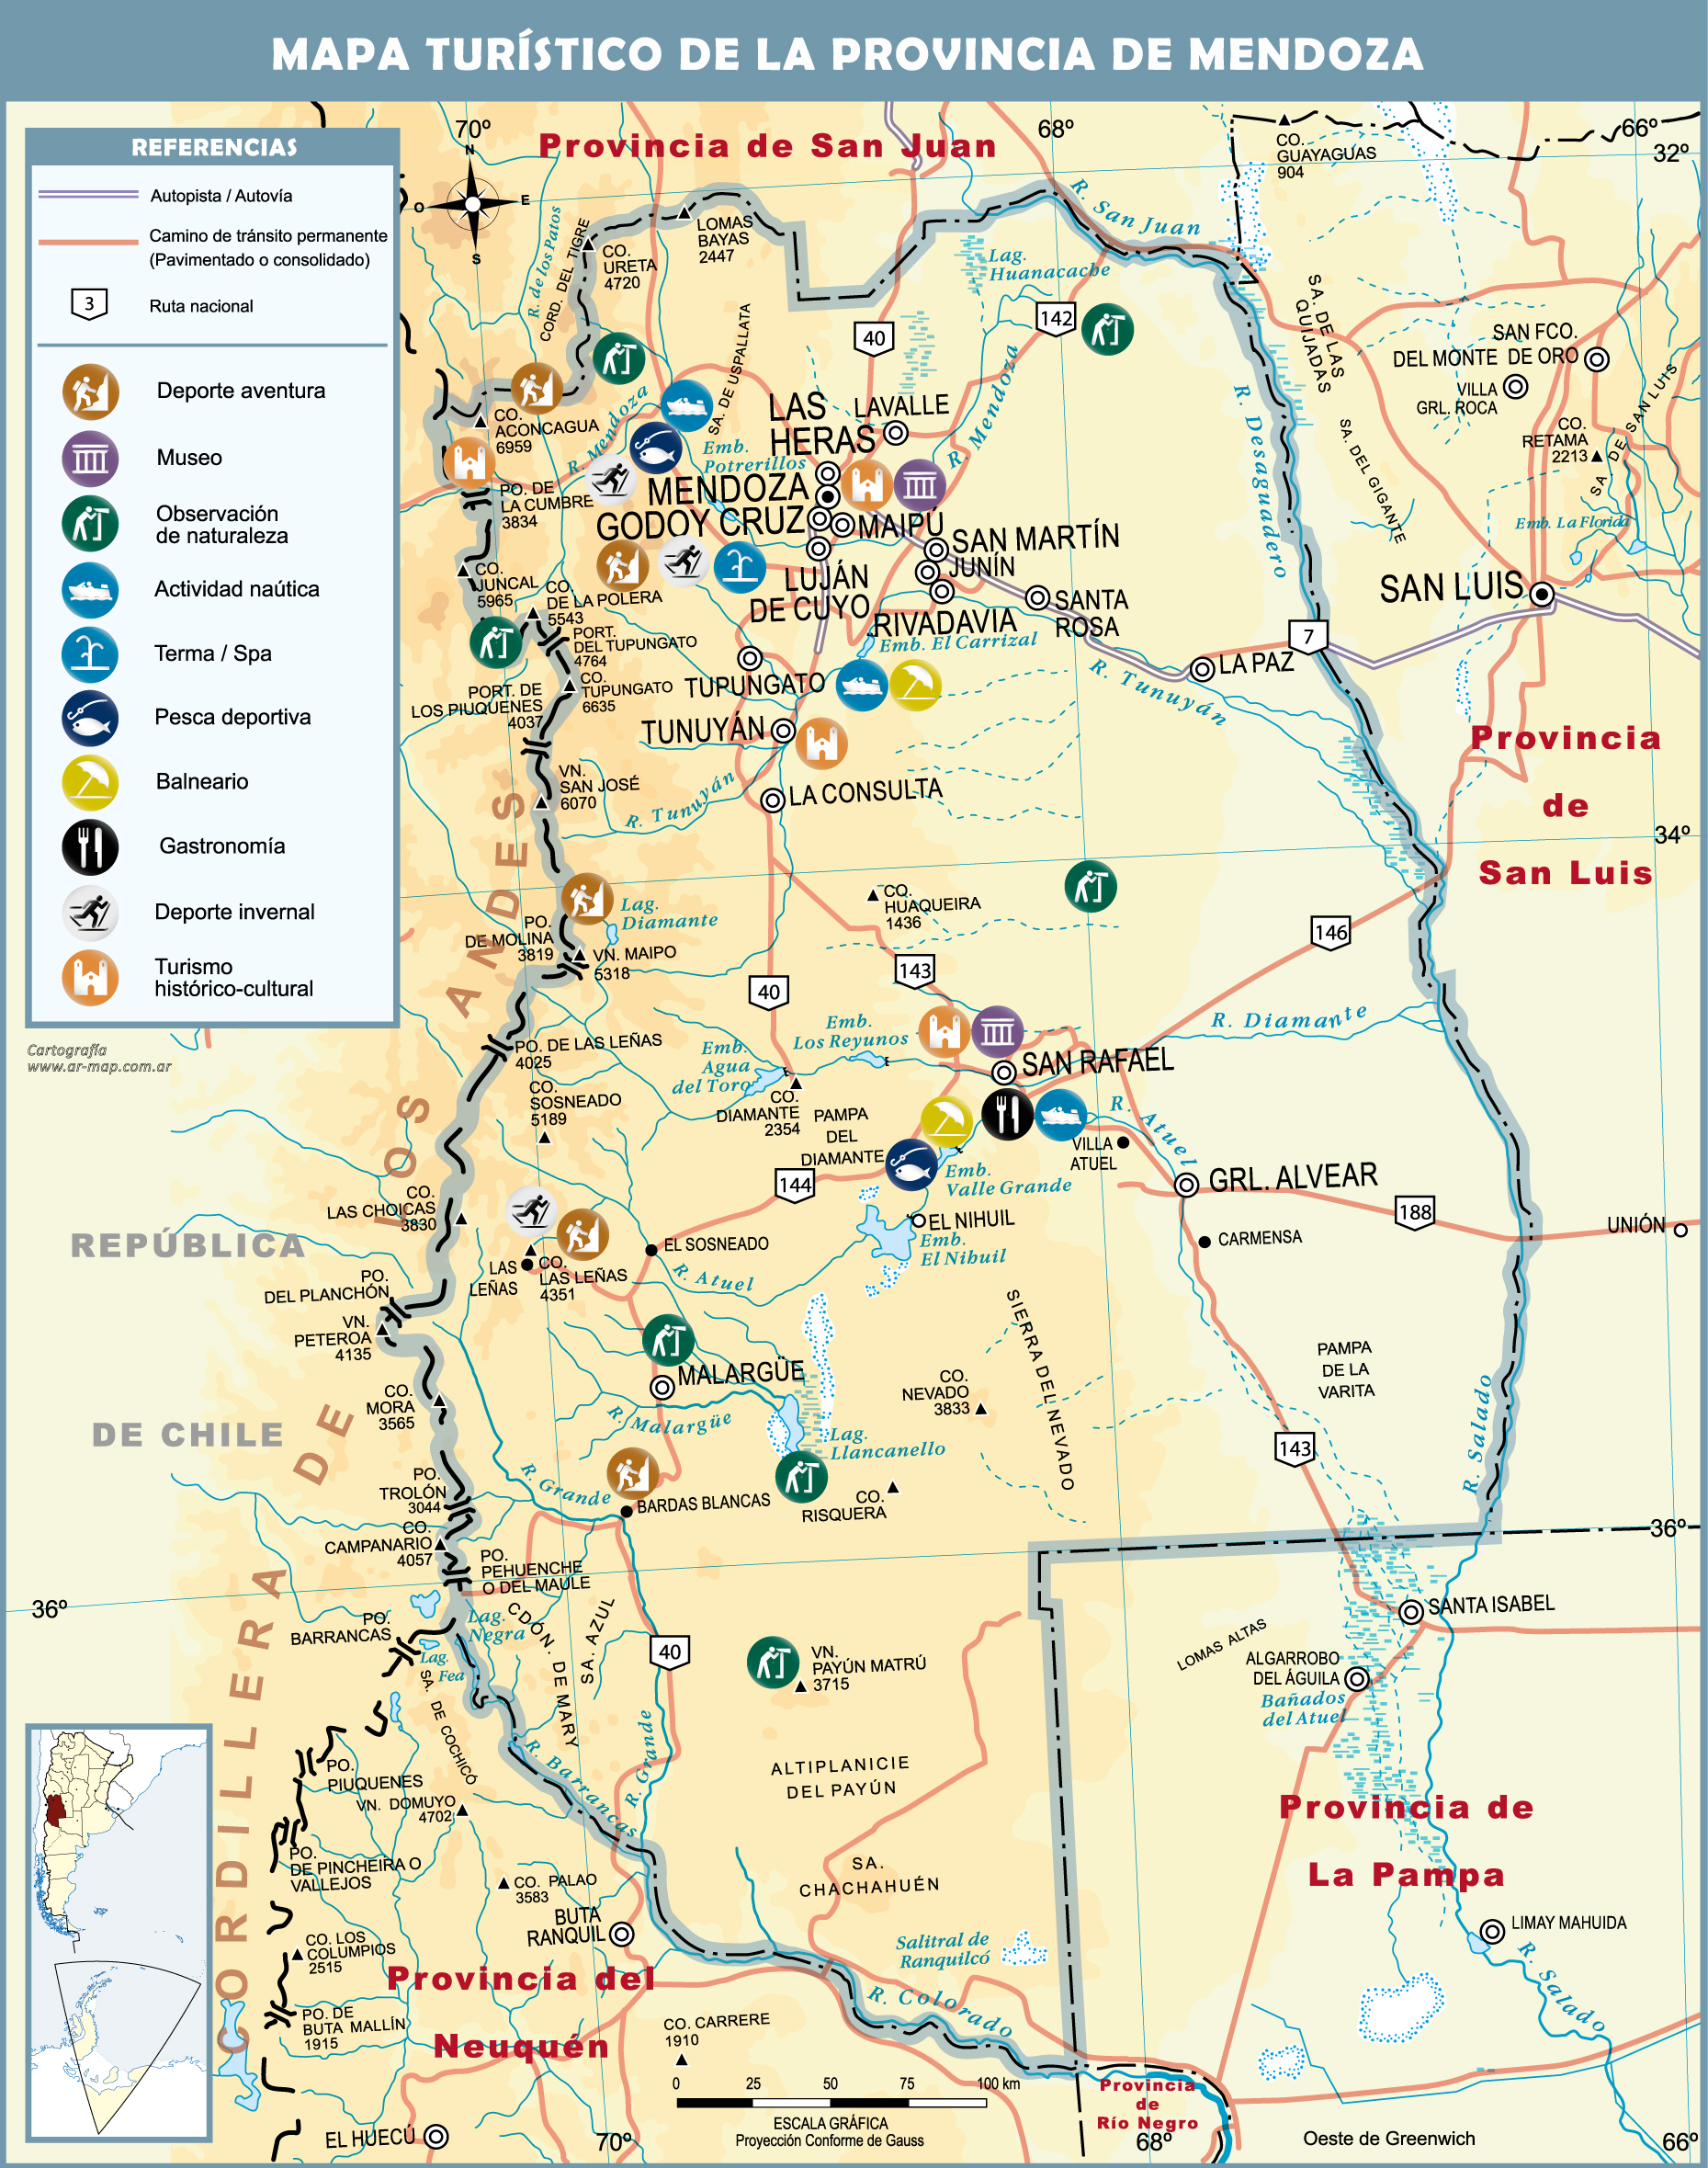 MAPA TURÍSTICO DE LA PROVINCIA DE MENDOZA
REFERENCIAS
Autopista / Autovía
Camino de tránsito permanente
(Pavimentado o consolidado)
3
Ruta nacional
Deporte aventura
Museo
Observación
de naturaleza
Actividad naútica
Terma / Spa
Pesca deportiva
Balneario
Gastronomía
Deporte invernal
Turismo
histórico-cultural
Cartografía
www.ar-map.com.ar
70º
68º
66º
32º
N
O
E
S
Provincia de San Juan
CO.
GUAYAGUAS
904
R. San Juan
R. de los Patos
CORD. DEL TIGRE
CO.
URETA
4720
LOMAS
BAYAS
2447
Lag.
Huanacache
142
40
SA. DE LAS
QUIJADAS
SAN FCO.
DEL MONTE DE ORO
VILLA
GRL. ROCA
CO.
RETAMA
2213
SA. DE SAN LUIS
SA. DEL GIGANTE
Emb. La Florida
SAN LUIS
R. Desaguadero
R. Mendoza
SA. DE USPALLATA
R. Mendoza
LAS
HERAS
LAVALLE
CO.
ACONCAGUA
6959
Emb.
Potrerillos
PO. DE
LA CUMBRE
3834
MENDOZA
GODOY CRUZ
MAIPÚ
SAN MARTÍN
JUNÍN
LUJÁN
DE CUYO
RIVADAVIA
SANTA
ROSA
CO.
JUNCAL
5965
CO.
DE LA POLERA
5543
PORT.
DEL TUPUNGATO
4764
CO.
TUPUNGATO
6635
PORT. DE
LOS PIUQUENES
4037
Emb. El Carrizal
7
LA PAZ
R. Tunuyán
TUPUNGATO
TUNUYÁN
VN.
SAN JOSÉ
6070
R. Tunuyán
LA CONSULTA
Provincia
de
San Luis
34º
Lag.
Diamante
PO.
DE MOLINA
3819
VN. MAIPO
5318
CO.
HUAQUEIRA
1436
146
143
40
R. Diamante
Emb.
Los Reyunos
Emb.
Agua
del Toro
PO. DE LAS LEÑAS
4025
CO.
SOSNEADO
5189
CO.
DIAMANTE
2354
SAN RAFAEL
PAMPA
DEL
DIAMANTE
R. Atuel
VILLA
ATUEL
Emb.
Valle Grande
144
GRL. ALVEAR
188
UNIÓN
CARMENSA
EL NIHUIL
Emb.
El Nihuil
CO.
LAS CHOICAS
3830
REPÚBLICA
DE CHILE
CORDILLERA DE LOS ANDES
EL SOSNEADO
LAS
LEÑAS
CO.
LAS LEÑAS
4351
R. Atuel
PO.
DEL PLANCHÓN
VN.
PETEROA
4135
CO.
MORA
3565
MALARGÜE
R. Malargüe
Lag.
Llancanello
CO.
NEVADO
3833
SIERRA DEL NEVADO
PAMPA
DE LA
VARITA
143
R. Salado
PO.
TROLÓN
3044
R. Grande
BARDAS BLANCAS
CO.
RISQUERA
CO.
CAMPANARIO
4057
PO.
PEHUENCHE
O DEL MAULE
36º
36º
PO.
BARRANCAS
Lag.
Negra
Lag.
Fea
CDÓN. DE MARY
SA. AZUL
SA. DE COCHICÓ
40
VN.
PAYÚN MATRÚ
3715
SANTA ISABEL
LOMAS ALTAS
ALGARROBO
DEL ÁGUILA
Bañados
del Atuel
PO.
PIUQUENES
VN. DOMUYO
4702
R. Barrancas
R. Grande
ALTIPLANICIE
DEL PAYÚN
Provincia de
La Pampa
PO.
DE PINCHEIRA O
VALLEJOS
CO. PALAO
3583
SA.
CHACHAHUÉN
BUTA
RANQUIL
CO. LOS
COLUMPIOS
2515
Salitral de
Ranquilcó
LIMAY MAHUIDA
R. Salado
Provincia del
Neuquén
PO. DE
BUTA MALLÍN
1915
R. Colorado
CO. CARRERE
1910
0 25 50 75 100 km
ESCALA GRÁFICA
Proyección Conforme de Gauss
Provincia
de
Río Negro
EL HUECÚ
70º
68º
Oeste de Greenwich
66º